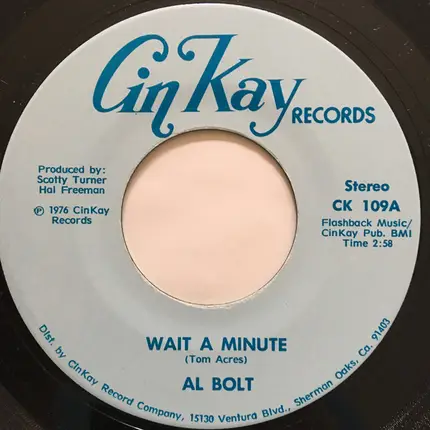 Cin Kay RECORDS
Produced by:
Scotty Turner
Hal Freeman
℗ 1976 CinKay
Records
Stereo
CK 109A
Flashback Music/
CinKay Pub. BMI
Time 2:58
WAIT A MINUTE
(Tom Acres)
AL BOLT
Dist. by CinKay Record Company, 15130 Ventura Blvd., Sherman Oaks, Ca. 91403